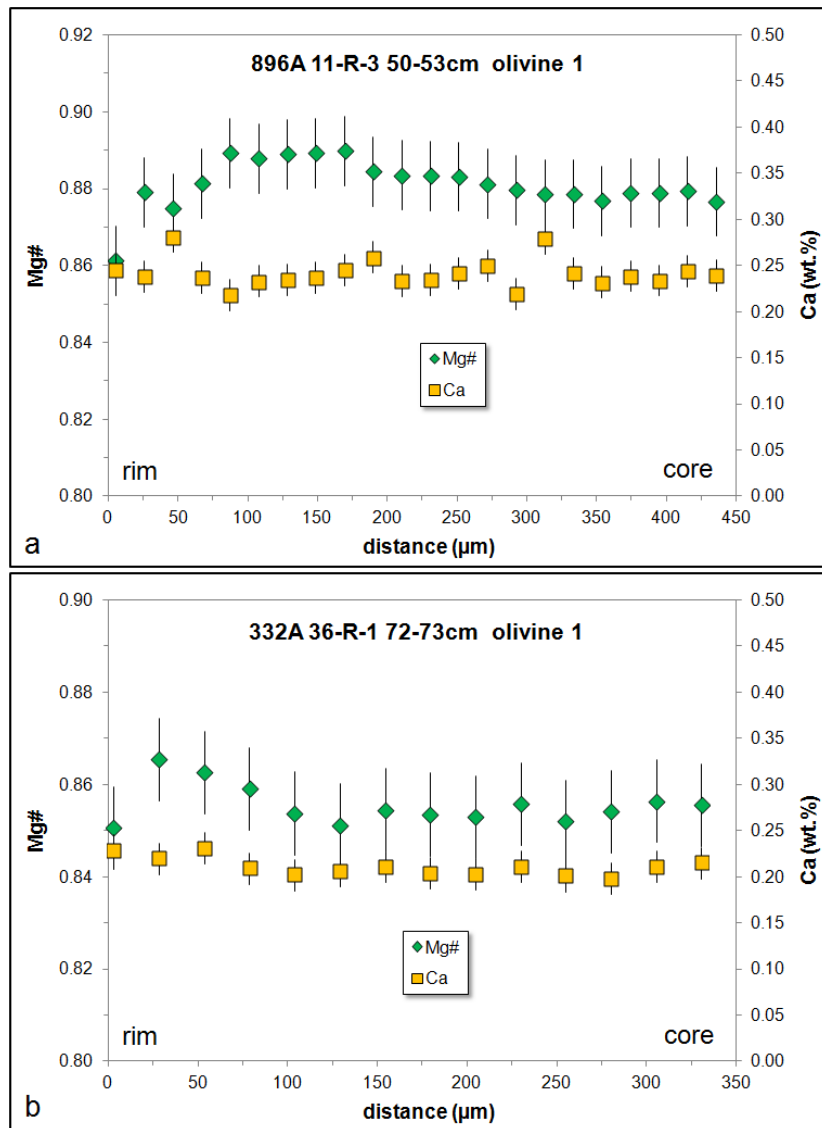 896A 11-R-3 50-53cm olivine 1
0.92
0.90
0.88
0.86
0.84
0.82
0.80
Mg#
0.50
0.45
0.40
0.35
0.30
0.25
0.20
0.15
0.10
0.05
0.00
Ca (wt.%)
Mg#
Ca
rim
core
0 50 100 150 200 250 300 350 400 450
distance (µm)
a
332A 36-R-1 72-73cm olivine 1
0.90
0.88
0.86
0.84
0.82
0.80
Mg#
0.50
0.45
0.40
0.35
0.30
0.25
0.20
0.15
0.10
0.05
0.00
Ca (wt.%)
Mg#
Ca
rim
core
0 50 100 150 200 250 300 350
distance (µm)
b